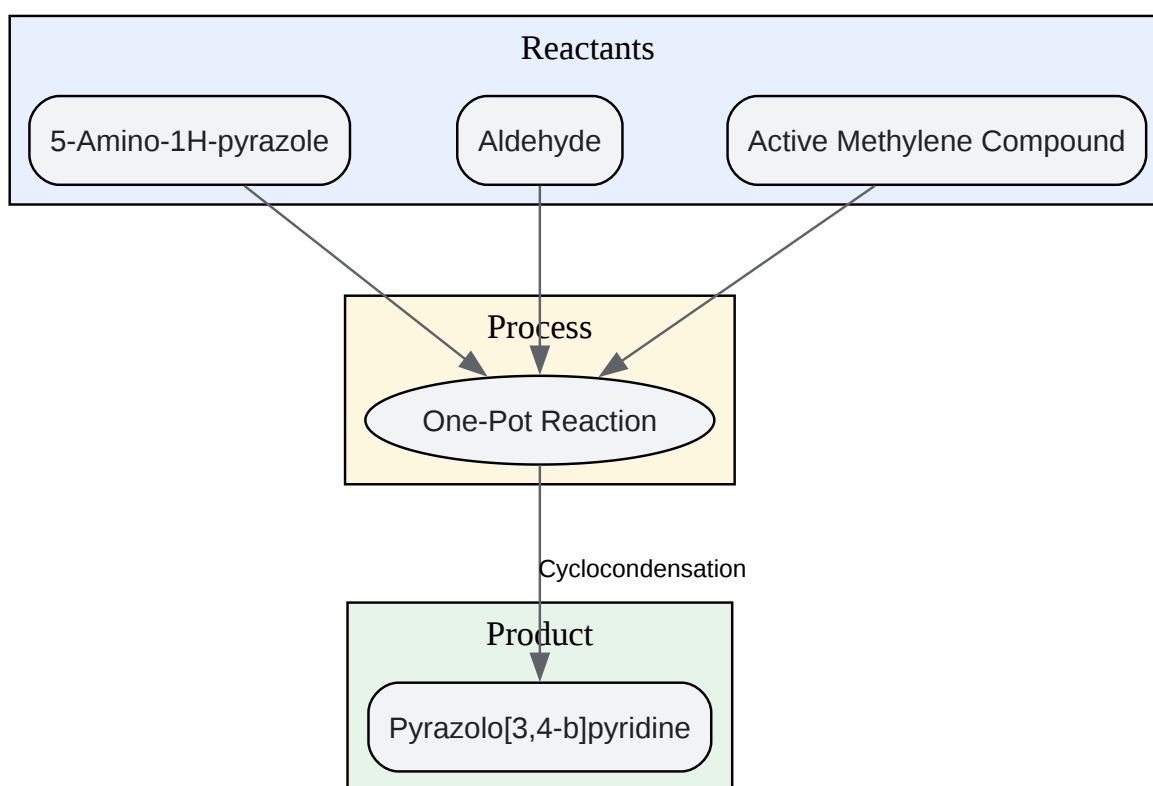 Reactants
5-Amino-1H-pyrazole
Aldehyde
Active Methylene Compound
Process
One-Pot Reaction
Cyclocondensation
Product
Pyrazolo[3,4-b]pyridine